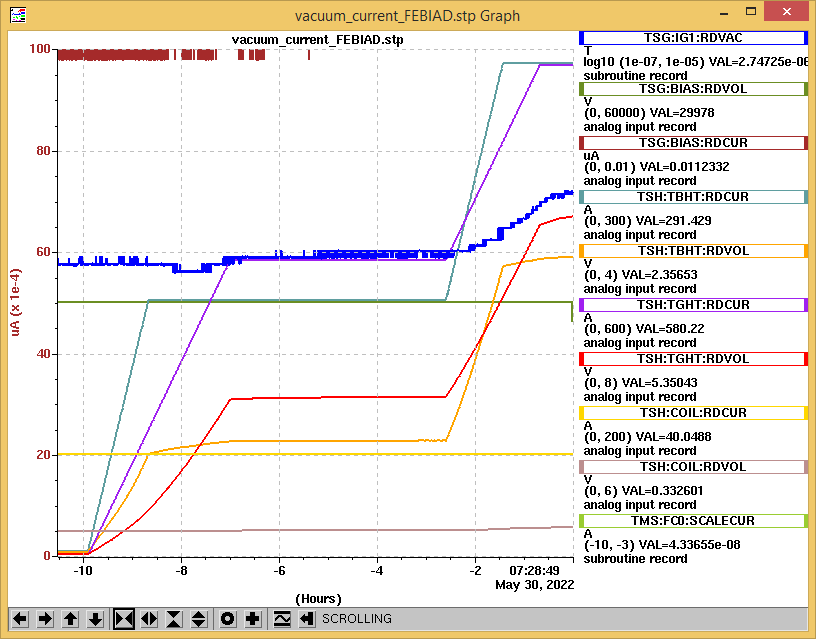 vacuum_current_FEBIAD.stp Graph
vacuum_current_FEBIAD.stp
100
80
60
40
20
0
uA (x 1e-4)
-10
-8
-6
-4
-2
07:28:49
May 30, 2022
(Hours)
TSG:IG1:RDVAC
T
log10 (1e-07, 1e-05) VAL=2.74725e-06
subroutine record
TSG:BIAS:RDVOL
V
(0, 60000) VAL=29978
analog input record
TSG:BIAS:RDCUR
uA
(0, 0.01) VAL=0.0112332
analog input record
TSH:TBHT:RDCUR
A
(0, 300) VAL=291.429
analog input record
TSH:TBHT:RDVOL
V
(0, 4) VAL=2.35653
analog input record
TSH:TGHT:RDCUR
A
(0, 600) VAL=580.22
analog input record
TSH:TGHT:RDVOL
V
(0, 8) VAL=5.35043
analog input record
TSH:COIL:RDCUR
A
(0, 200) VAL=40.0488
analog input record
TSH:COIL:RDVOL
V
(0, 6) VAL=0.332601
analog input record
TMS:FC0:SCALECUR
A
(-10, -3) VAL=4.33655e-08
subroutine record
SCROLLING